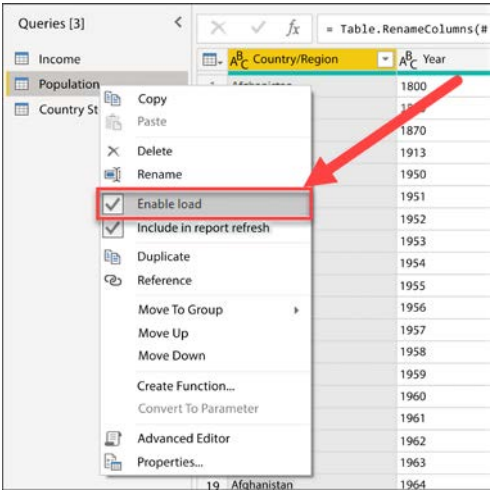 Queries [3]
= Table.RenameColumns(#
Income
Population
Country St
ABC Country/Region
ABC Year
1800
1870
1913
1950
1951
1952
1953
1954
1955
1956
1957
1958
1959
1960
1961
1962
1963
19 Afghanistan 1964
Copy
Paste
Delete
Rename
Enable load
Include in report refresh
Duplicate
Reference
Move To Group
Move Up
Move Down
Create Function...
Convert To Parameter
Advanced Editor
Properties...